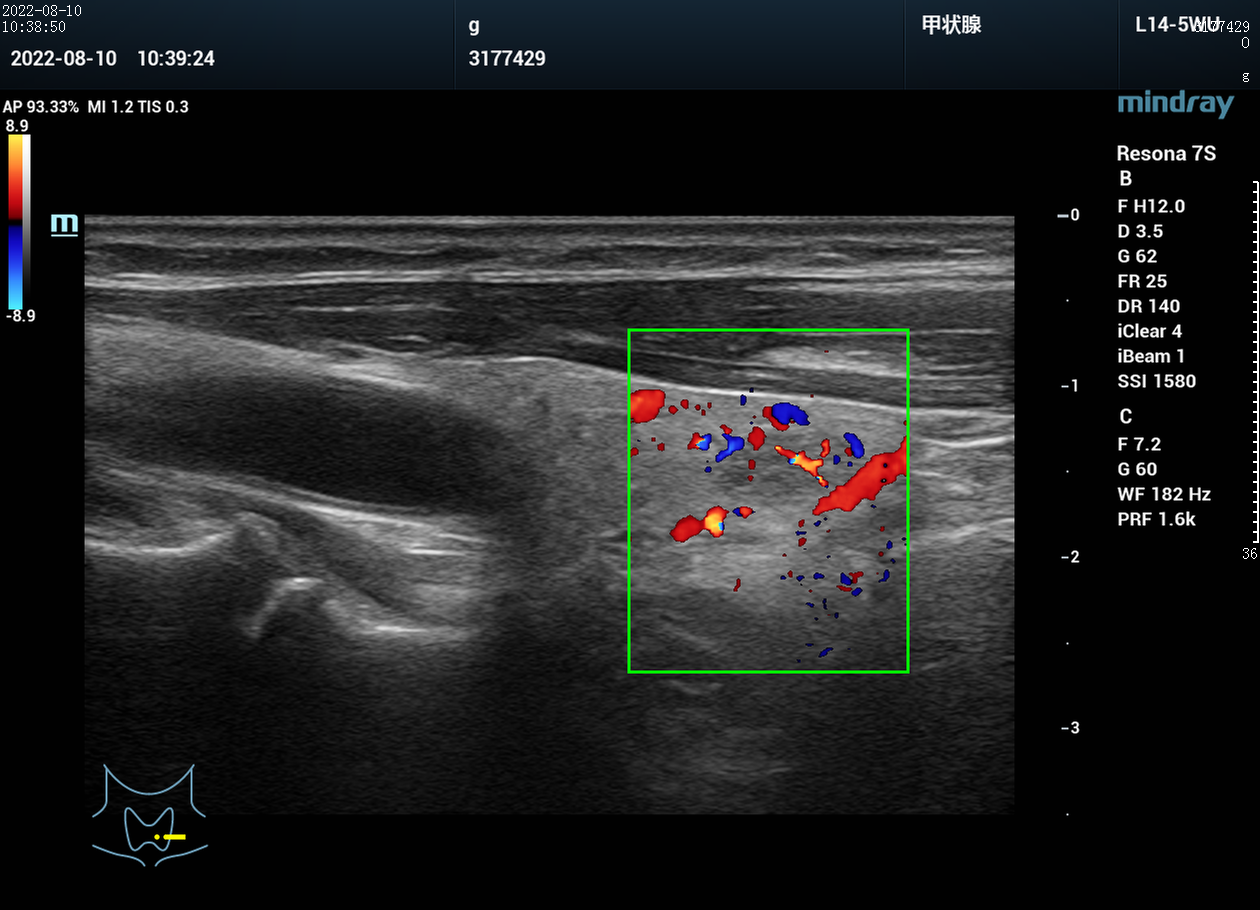 2022-08-10
10:38:50
2022-08-10 10:39:24
g
3177429
甲状腺
L14-5WU
3177429
0
g
AP 93.33% MI 1.2 TIS 0.3
8.9
-8.9
m
mindray
Resona 7S
B
F H12.0
D 3.5
G 62
FR 25
DR 140
iClear 4
iBeam 1
SSI 1580
C
F 7.2
G 60
WF 182 Hz
PRF 1.6k
0
1
2
3
36